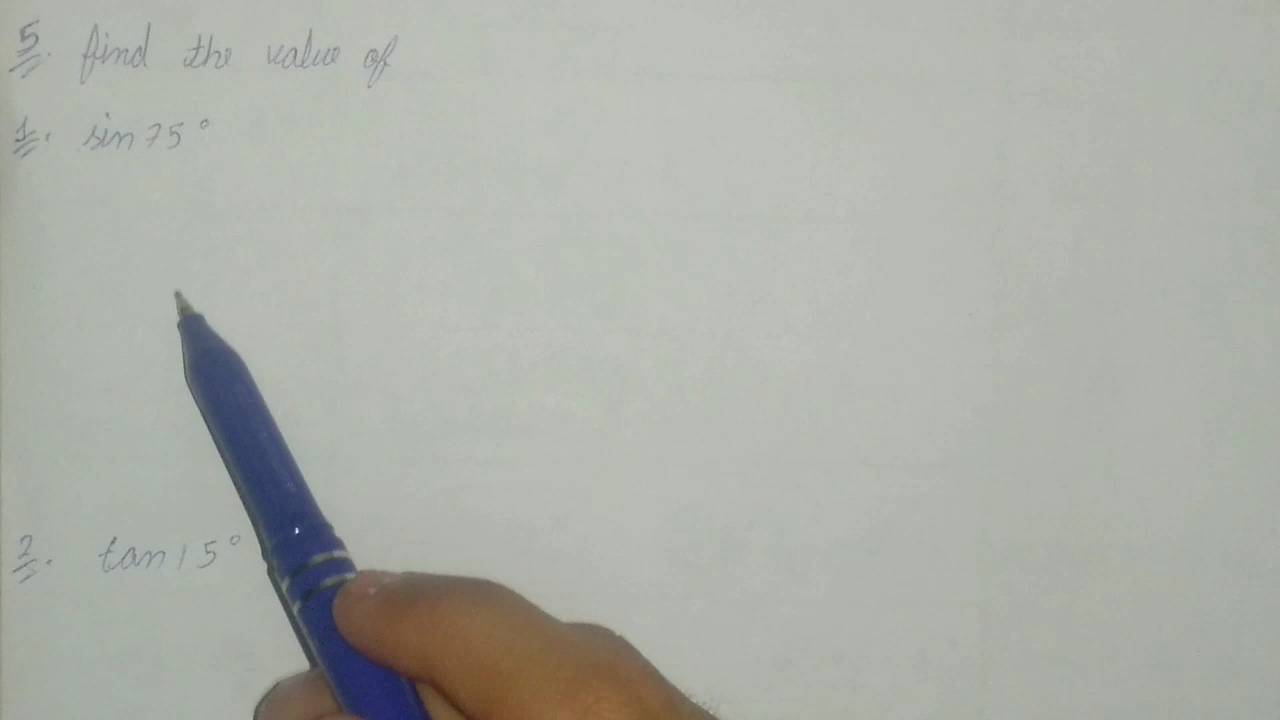 5. find the value of
1. sin 75°
2. tan 15°